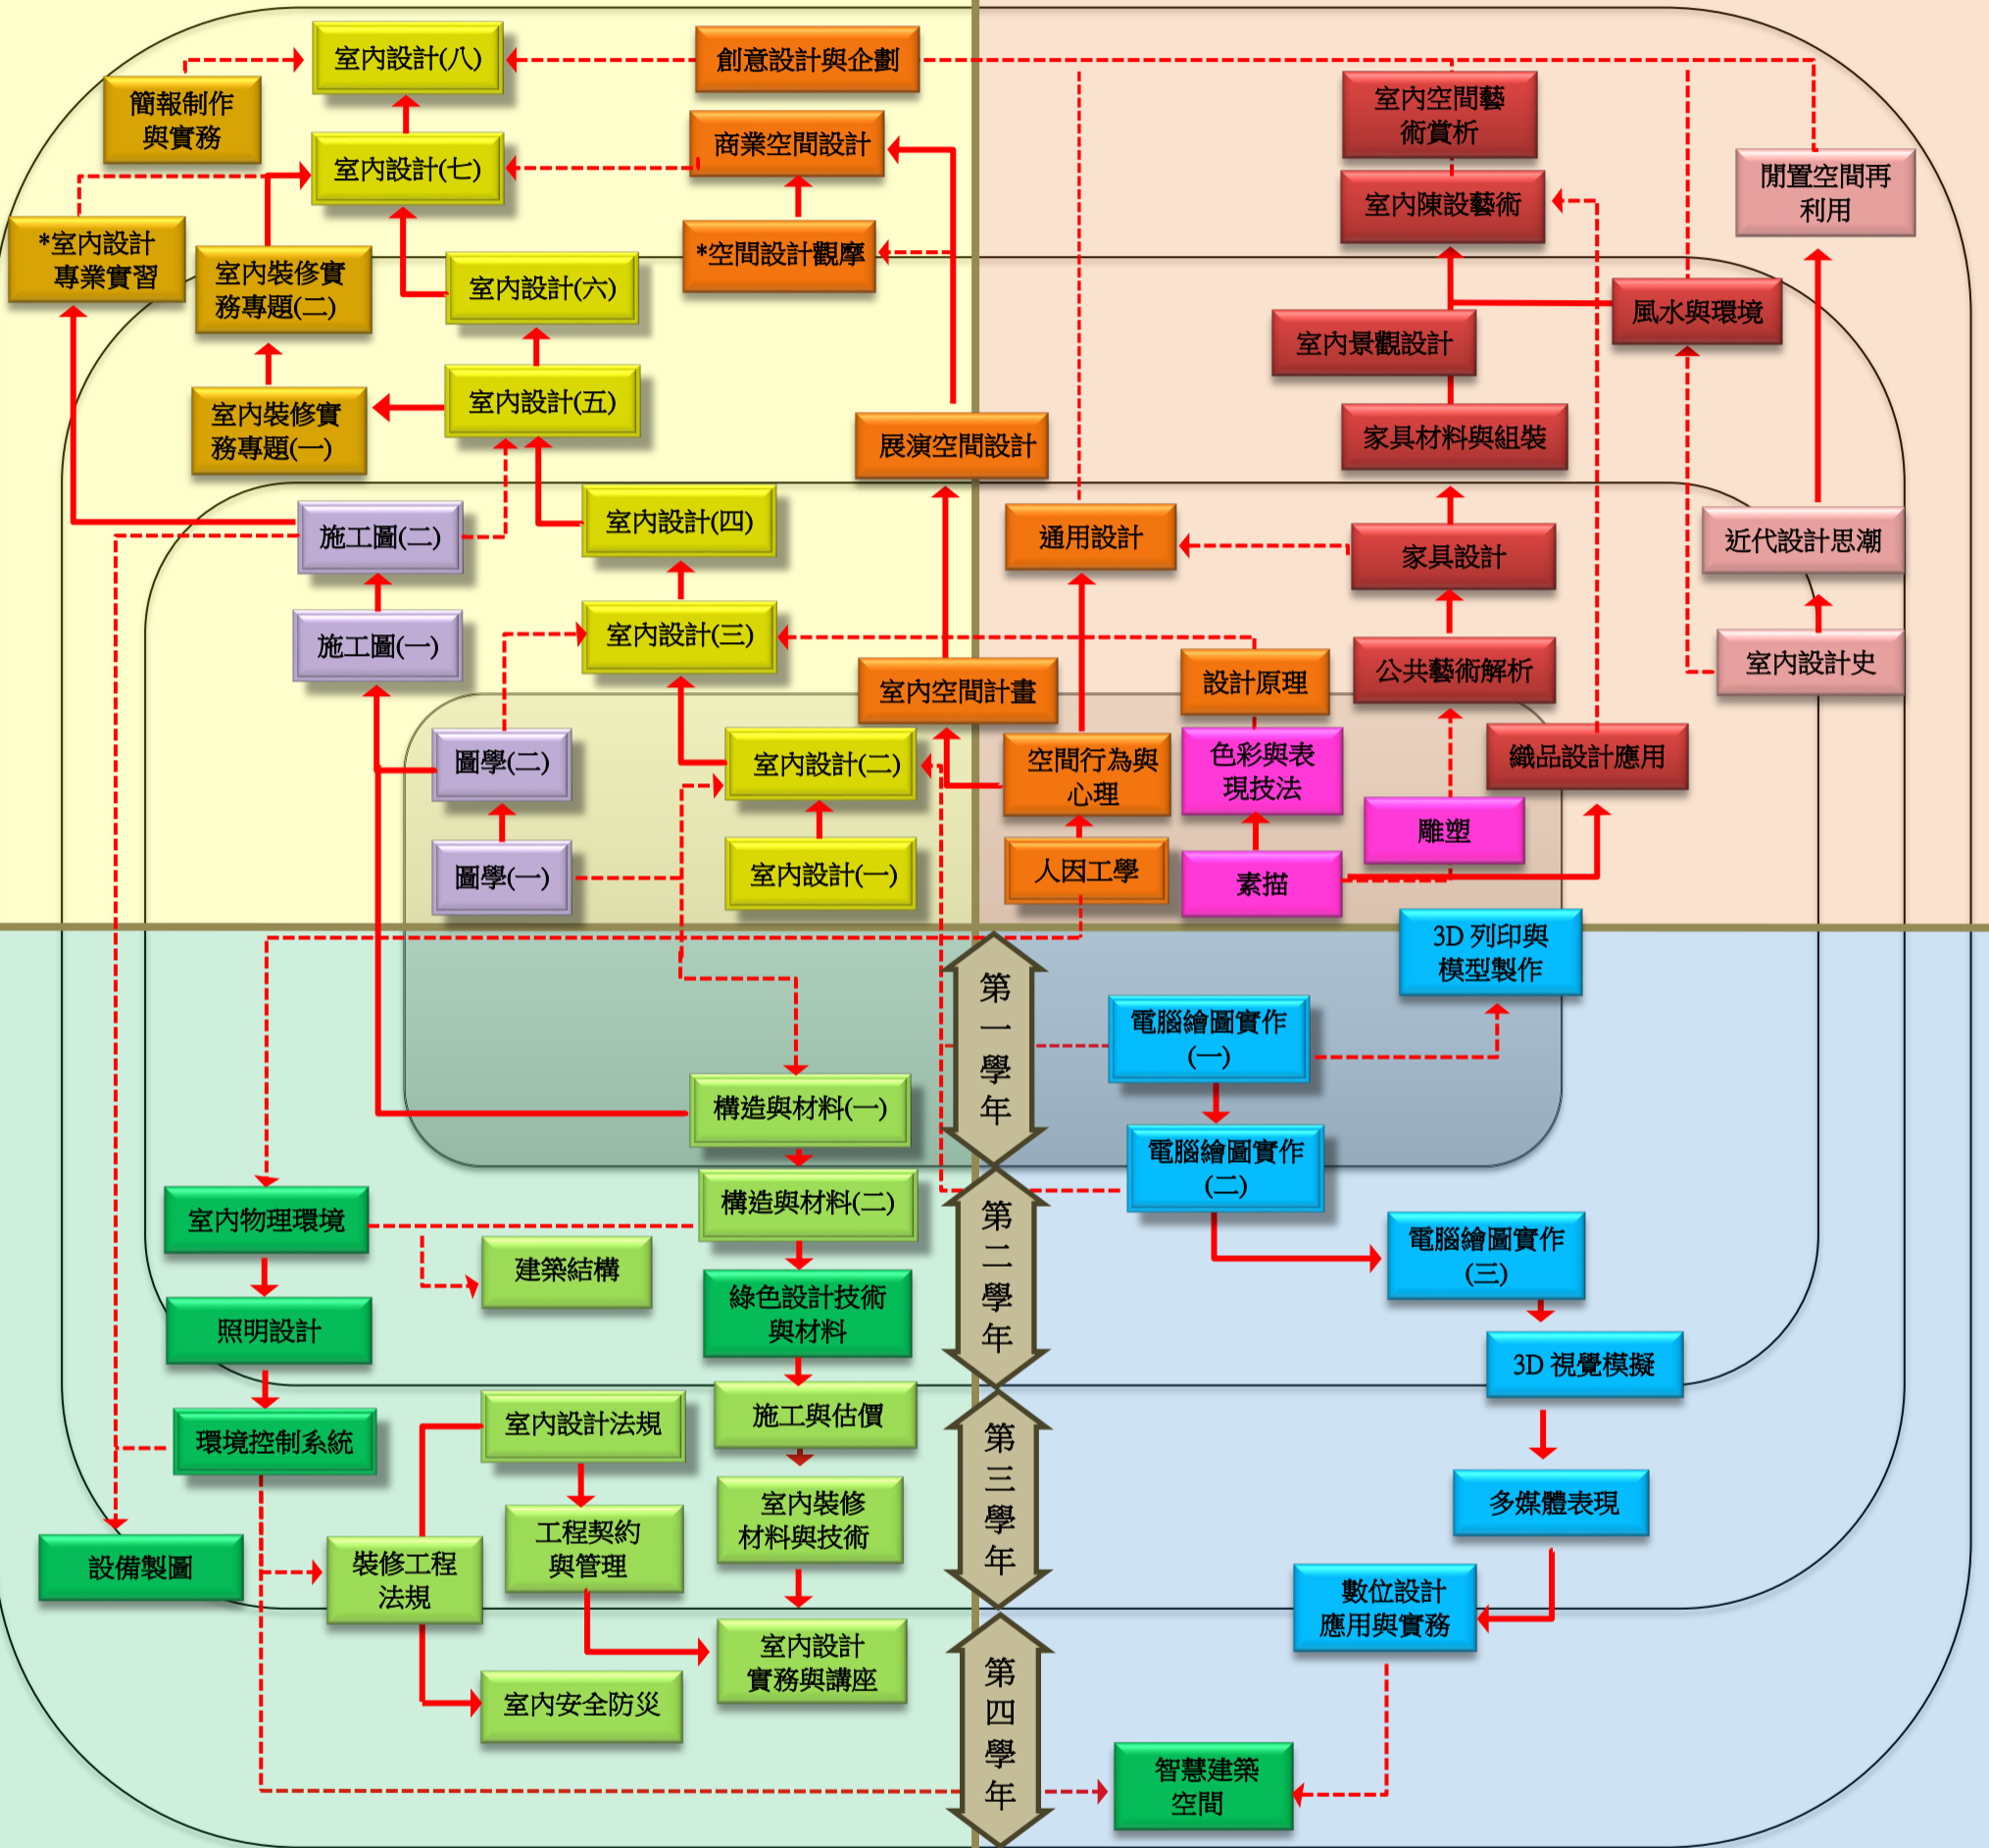 室內設計(八)
創意設計與企劃
簡報制作
與實務
室內空間藝
術賞析
商業空間設計
室內設計(七)
閒置空間再
利用
室內陳設藝術
*室內設計
專業實習
室內裝修實
務專題(二)
室內設計(六)
*空間設計觀摩
風水與環境
室內景觀設計
室內裝修實
務專題(一)
室內設計(五)
展演空間設計
家具材料與組裝
施工圖(二)
室內設計(四)
通用設計
家具設計
近代設計思潮
施工圖(一)
室內設計(三)
室內空間計畫
設計原理
公共藝術解析
室內設計史
圖學(二)
室內設計(二)
空間行為與
心理
色彩與表
現技法
織品設計應用
雕塑
圖學(一)
室內設計(一)
人因工學
素描
3D 列印與
模型製作
第
一
學
年
電腦繪圖實作
(一)
構造與材料(一)
電腦繪圖實作
(二)
室內物理環境
構造與材料(二)
第
二
學
年
電腦繪圖實作
(三)
建築結構
綠色設計技術
與材料
照明設計
3D 視覺模擬
環境控制系統
室內設計法規
施工與估價
第
三
學
年
多媒體表現
設備製圖
裝修工程
法規
工程契約
與管理
室內裝修
材料與技術
數位設計
應用與實務
室內安全防災
室內設計
實務與講座
第
四
學
年
智慧建築
空間